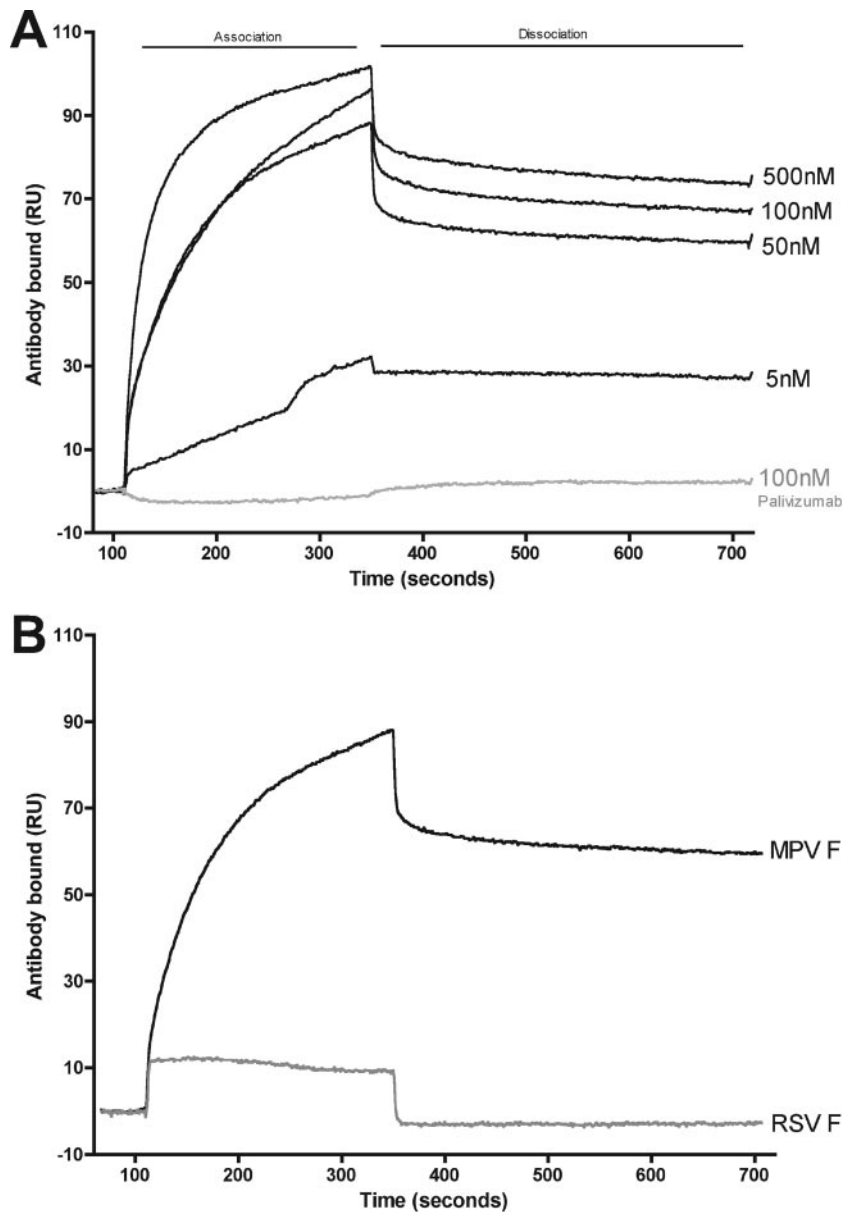 A
Association
Dissociation
110
90
70
50
30
10
-10
Antibody bound (RU)
500nM
100nM
50nM
5nM
100nM
Palivizumab
100
200
300
400
500
600
700
Time (seconds)
B
110
90
70
50
30
10
-10
Antibody bound (RU)
MPV F
RSV F
100
200
300
400
500
600
700
Time (seconds)